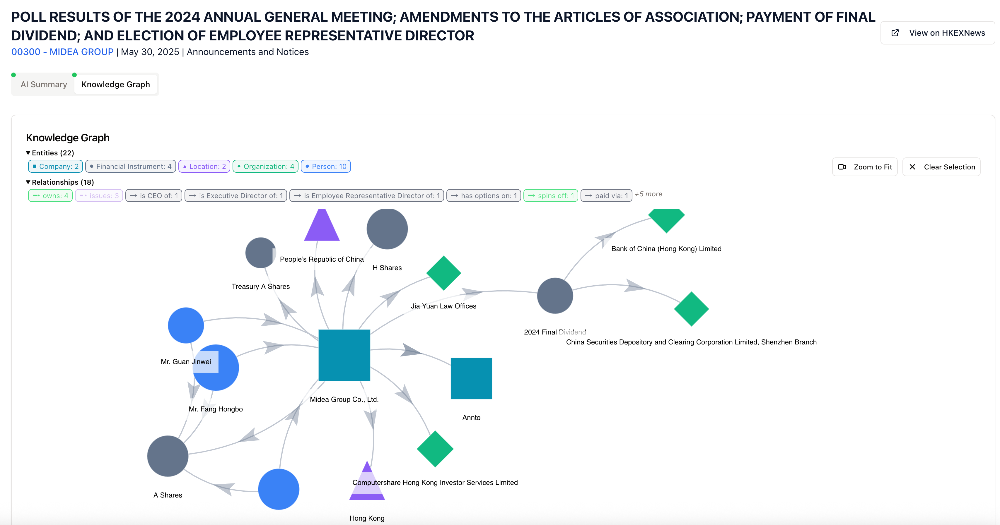 POLL RESULTS OF THE 2024 ANNUAL GENERAL MEETING; AMENDMENTS TO THE ARTICLES OF ASSOCIATION; PAYMENT OF FINAL
DIVIDEND; AND ELECTION OF EMPLOYEE REPRESENTATIVE DIRECTOR
View on HKEXNews
00300 - MIDEA GROUP | May 30, 2025 | Announcements and Notices
AI Summary
Knowledge Graph
Knowledge Graph
Entities (22)
Company: 2
Financial Instrument: 4
Location: 2
Organization: 4
Person: 10
Zoom to Fit
Clear Selection
Relationships (18)
owns: 4
issues: 3
is CEO of: 1
is Executive Director of: 1
is Employee Representative Director of: 1
has options on: 1
spins off: 1
paid via: 1
+5 more
Bank of China (Hong Kong) Limited
People’s Republic of China
H Shares
Treasury A Shares
Jia Yuan Law Offices
2024 Final Dividend
China Securities Depository and Clearing Corporation Limited, Shenzhen Branch
Mr. Guan Jinwei
Midea Group Co., Ltd.
Mr. Fang Hongbo
Annto
Computershare Hong Kong Investor Services Limited
A Shares
Hong Kong